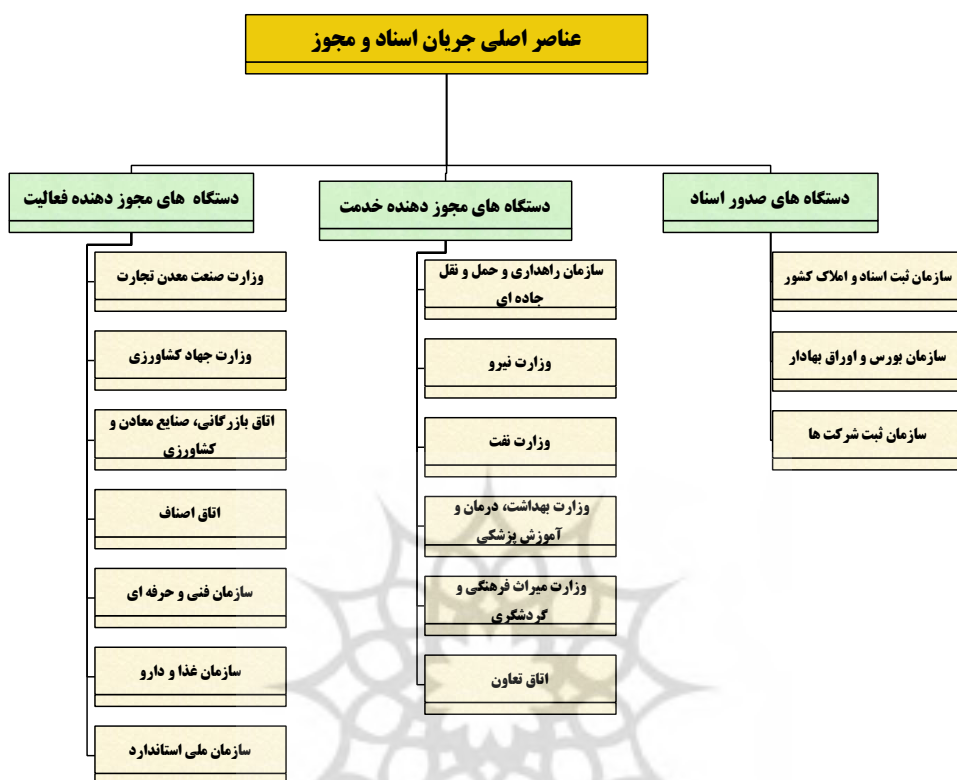 عناصر اصلی جریان اسناد و مجوز
دستگاه های صدور اسناد
سازمان ثبت اسناد و املاک کشور
سازمان بورس و اوراق بهادار
سازمان ثبت شرکت ها
دستگاه های مجوز دهنده خدمت
سازمان راهداری و حمل و نقل
جاده ای
وزارت نیرو
وزارت نفت
وزارت بهداشت، درمان و
آموزش پزشکی
وزارت میراث فرهنگی و
گردشگری
اتاق تعاون
دستگاه های مجوز دهنده فعالیت
وزارت صنعت معدن تجارت
وزارت جهاد کشاورزی
اتاق بازرگانی، صنایع معادن و
کشاورزی
اتاق اصناف
سازمان فنی و حرفه ای
سازمان غذا و دارو
سازمان ملی استاندارد